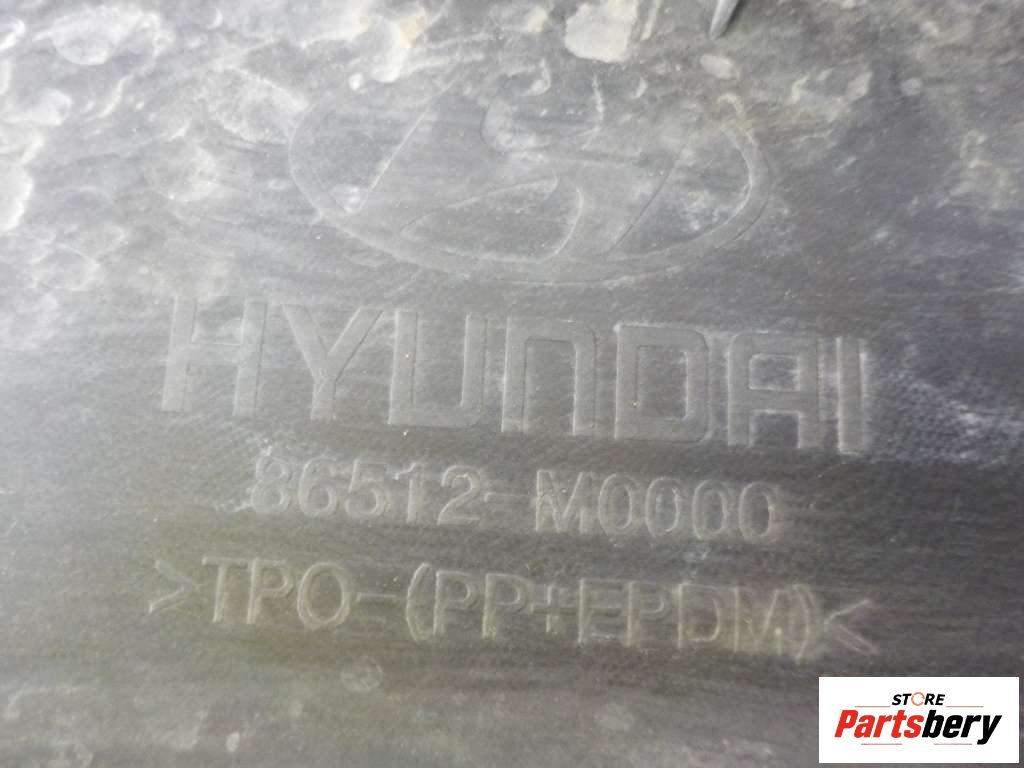 HYUNDAI
86512-M0000
>TPO-(PP+EPDM)<
STORE
Partsbery